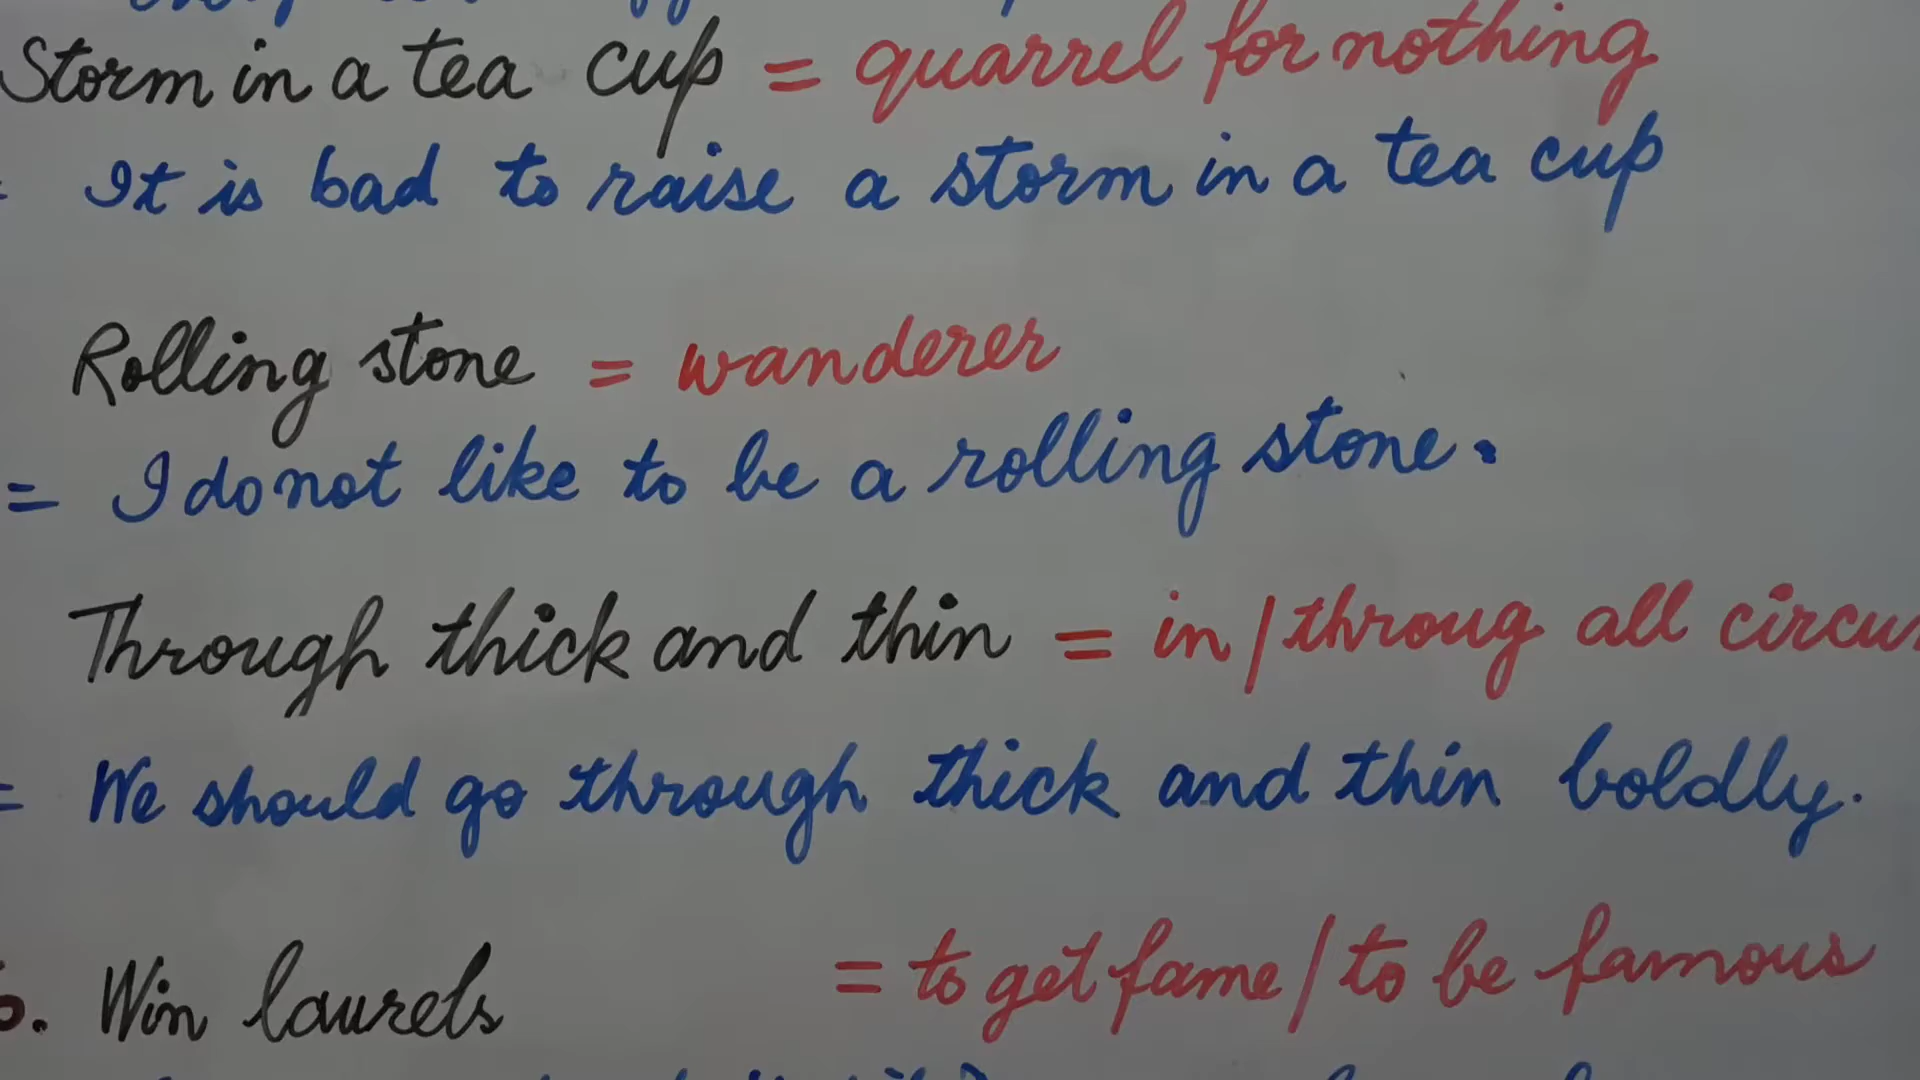 Storm in a tea cup = quarrel for nothing
= It is bad to raise a storm in a tea cup
Rolling stone = wanderer
= I do not like to be a rolling stone.
Through thick and thin = in/throug all
= We should go through thick and thin boldly.
Win laurels = to get fame/to be famous